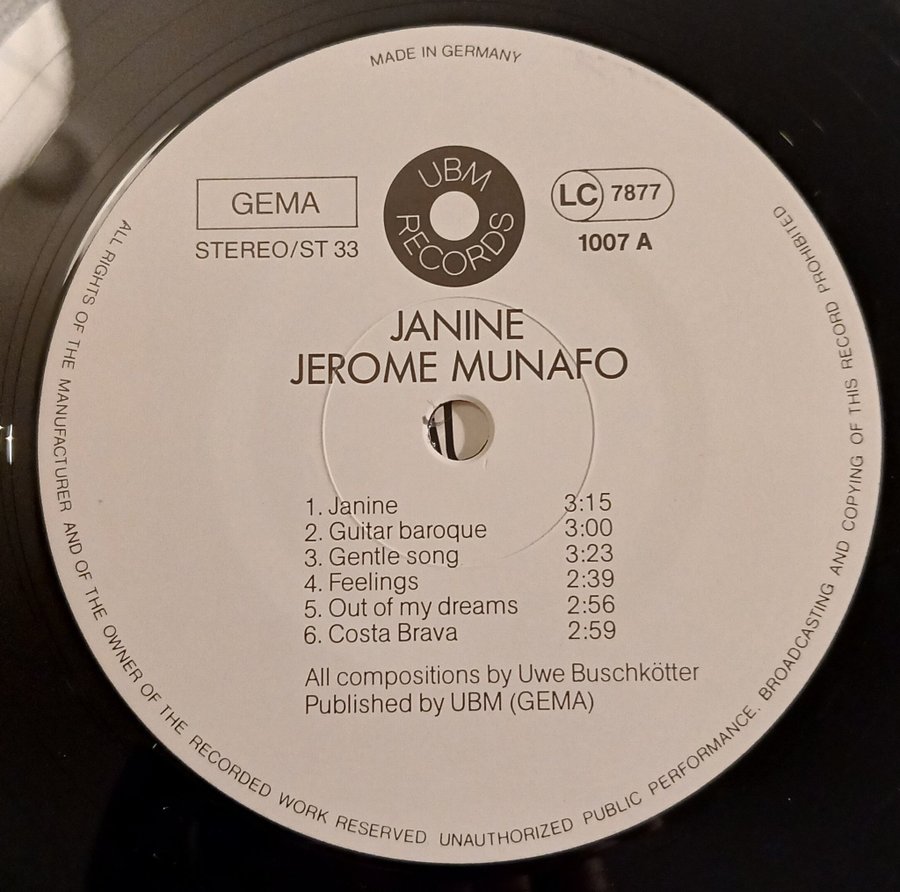 MADE IN GERMANY
GEMA
STEREO/ST 33
UBM
RECORDS
LC 7877
1007 A
JANINE
JEROME MUNAFO
1. Janine 3:15
2. Guitar baroque 3:00
3. Gentle song 3:23
4. Feelings 2:39
5. Out of my dreams 2:56
6. Costa Brava 2:59
All compositions by Uwe Buschkötter
Published by UBM (GEMA)
ALL RIGHTS OF THE MANUFACTURER AND OF THE OWNER OF THE RECORDED WORK RESERVED UNAUTHORIZED PUBLIC PERFORMANCE. BROADCASTING AND COPYING OF THIS RECORD PROHIBITED